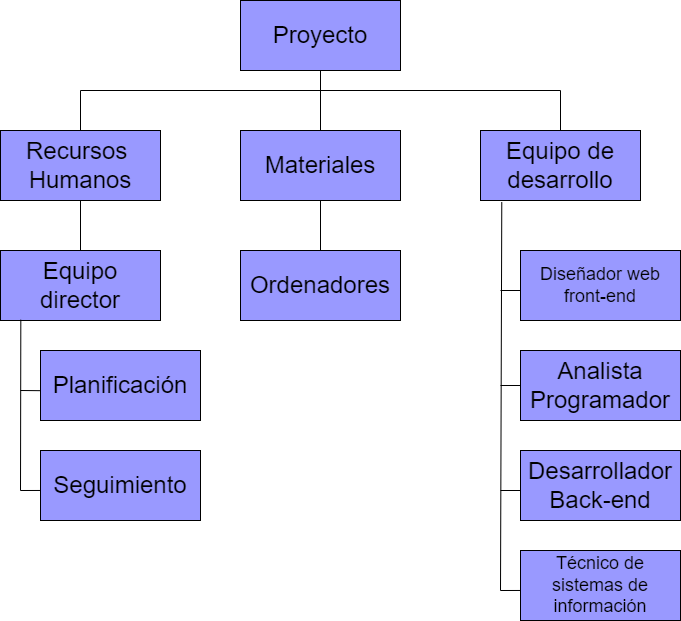 Proyecto
Recursos
Humanos
Materiales
Equipo de
desarrollo
Equipo
director
Ordenadores
Diseñador web
front-end
Planificación
Analista
Programador
Seguimiento
Desarrollador
Back-end
Técnico de
sistemas de
información